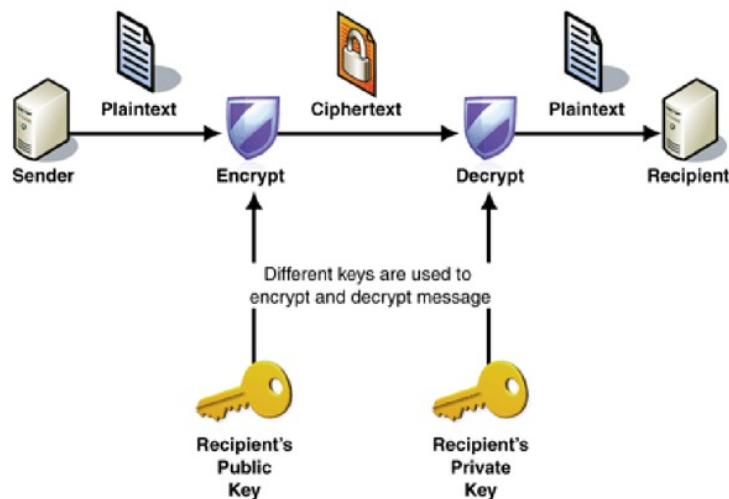 Plaintext
Ciphertext
Plaintext
Sender
Encrypt
Decrypt
Recipient
Different keys are used to
encrypt and decrypt message
Recipient's
Public
Key
Recipient's
Private
Key